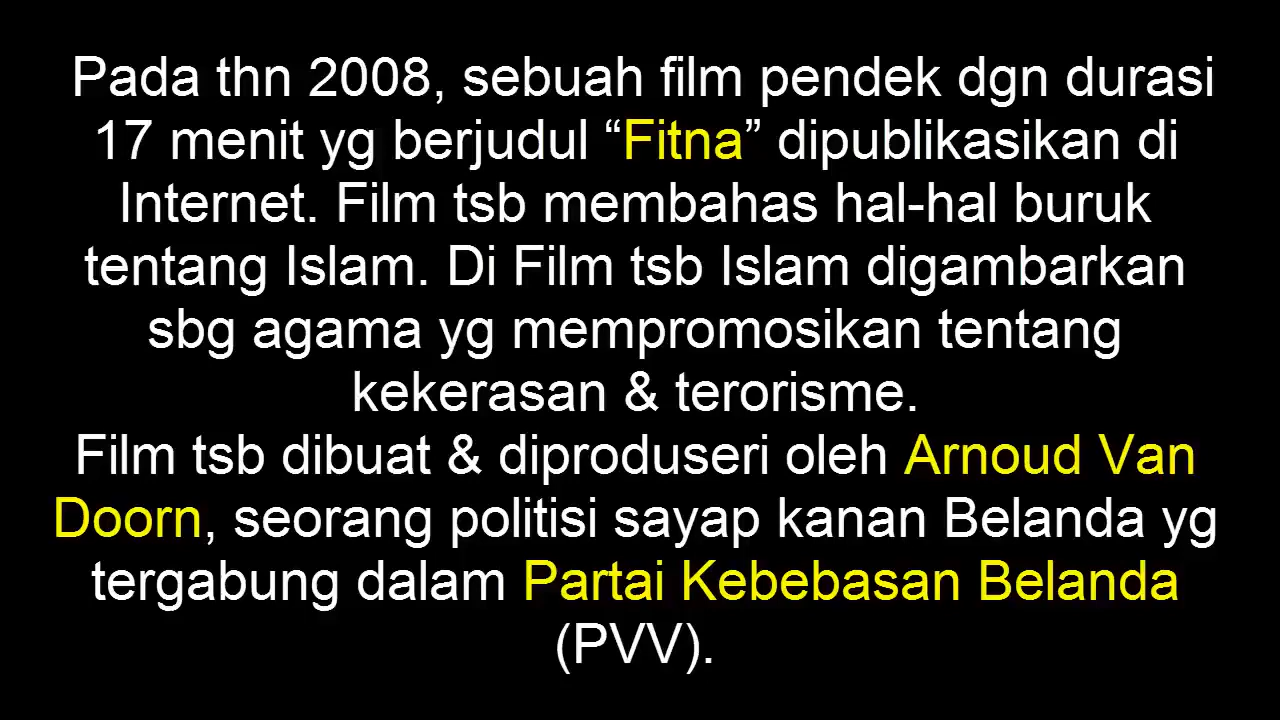 Pada thn 2008, sebuah film pendek dgn durasi
17 menit yg berjudul “Fitna” dipublikasikan di
Internet. Film tsb membahas hal-hal buruk
tentang Islam. Di Film tsb Islam digambarkan
sbg agama yg mempromosikan tentang
kekerasan & terorisme.
Film tsb dibuat & diproduseri oleh Arnoud Van
Doorn, seorang politisi sayap kanan Belanda yg
tergabung dalam Partai Kebebasan Belanda
(PVV).